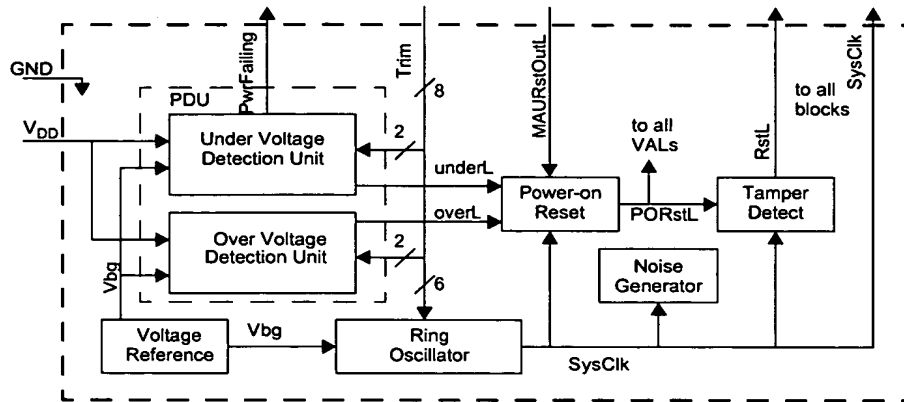 GND
PwrFailing
Trim
8
MAURstOutL
to all
VALs
RstL
to all
blocks
SysClk
PDU
VDD
Under Voltage
Detection Unit
2
underL
Power-on
Reset
PORstL
Tamper
Detect
overL
Over Voltage
Detection Unit
2
Vbg
6
Noise
Generator
Voltage
Reference
Vbg
Ring
Oscillator
SysClk